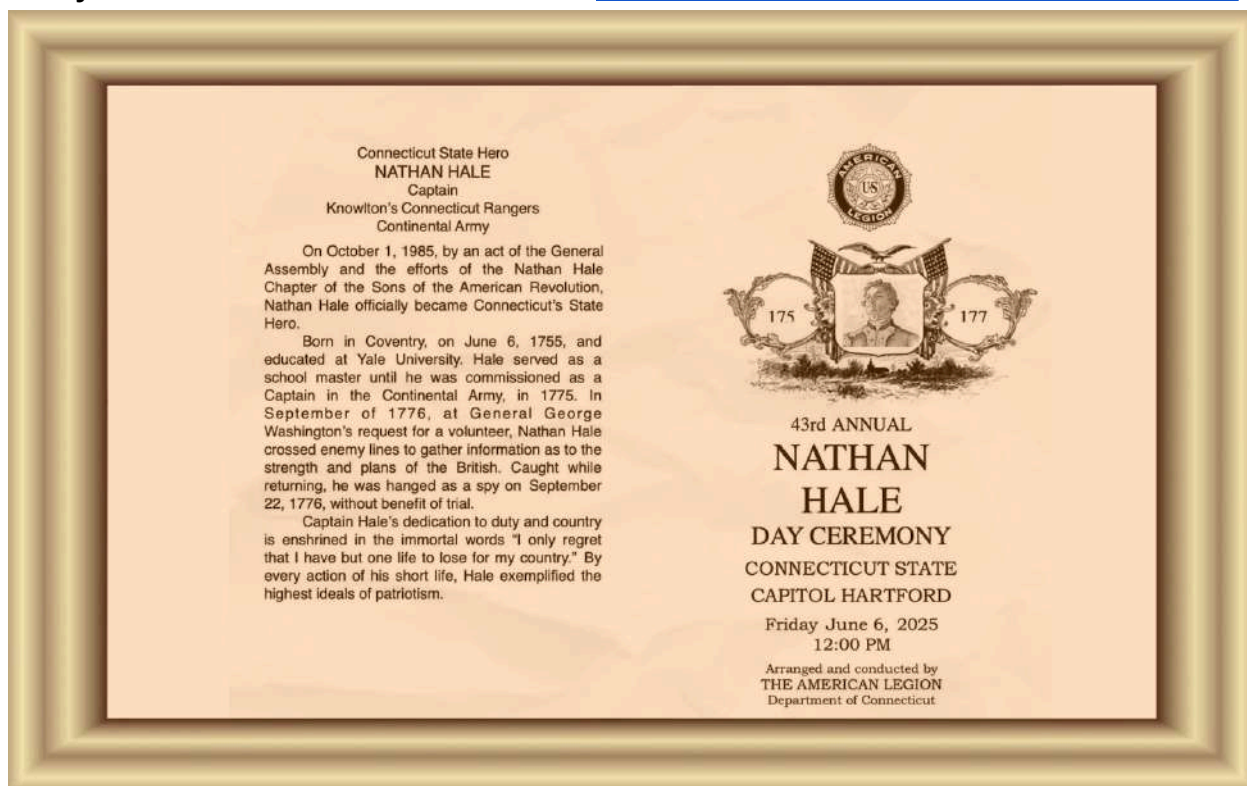 Connecticut State Hero
NATHAN HALE
Captain
Knowlton's Connecticut Rangers
Continental Army
On October 1, 1985, by an act of the General
Assembly and the efforts of the Nathan Hale
Chapter of the Sons of the American Revolution,
Nathan Hale officially became Connecticut's State
Hero.
Born in Coventry, on June 6, 1755, and
educated at Yale University. Hale served as a
school master until he was commissioned as a
Captain in the Continental Army, in 1775. In
September of 1776, at General George
Washington's request for a volunteer, Nathan Hale
crossed enemy lines to gather information as to the
strength and plans of the British. Caught while
returning, he was hanged as a spy on September
22, 1776, without benefit of trial.
Captain Hale's dedication to duty and country
is enshrined in the immortal words "I only regret
that I have but one life to lose for my country." By
every action of his short life, Hale exemplified the
highest ideals of patriotism.
AMERICAN
US
LEGION
175
177
43rd ANNUAL
NATHAN
HALE
DAY CEREMONY
CONNECTICUT STATE
CAPITOL HARTFORD
Friday June 6, 2025
12:00 PM
Arranged and conducted by
THE AMERICAN LEGION
Department of Connecticut